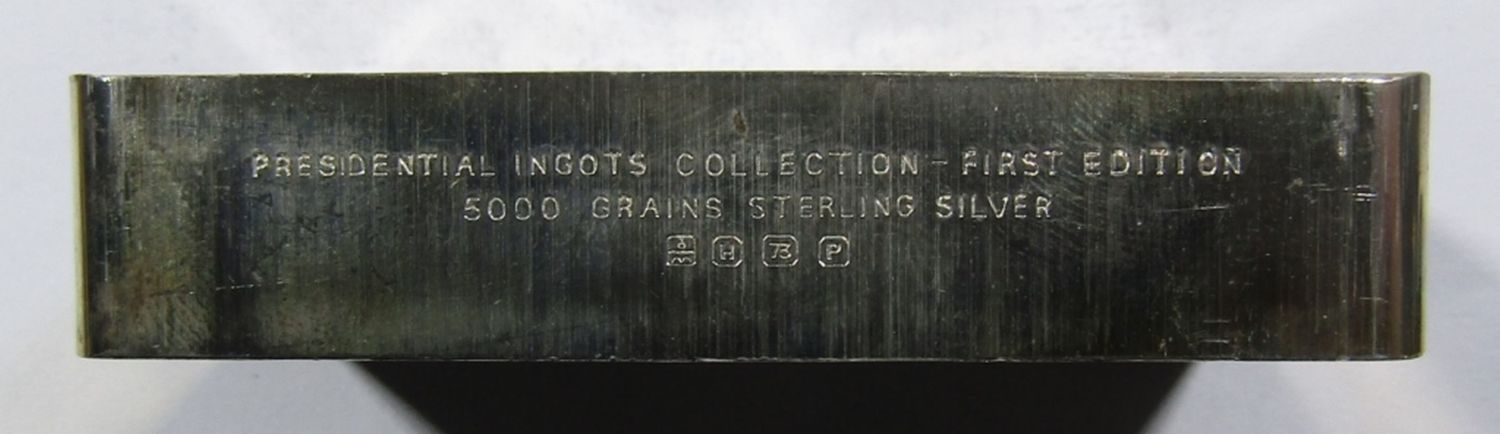 PRESIDENTIAL INGOTS COLLECTION - FIRST EDITION
5000 GRAINS STERLING SILVER
H 73 P